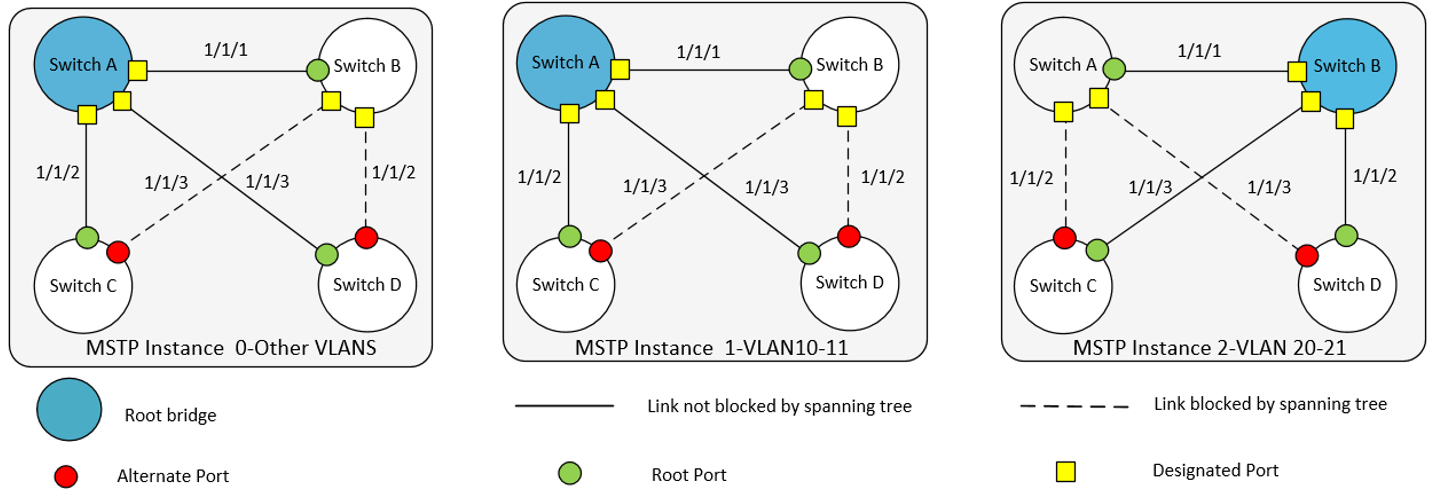 Switch A
1/1/1
Switch B
1/1/2
1/1/3
1/1/3
1/1/2
Switch C
Switch D
MSTP Instance 0-Other VLANS
Switch A
1/1/1
Switch B
1/1/2
1/1/3
1/1/3
1/1/2
Switch C
Switch D
MSTP Instance 1-VLAN10-11
Switch A
1/1/1
Switch B
1/1/2
1/1/3
1/1/3
1/1/2
Switch C
Switch D
MSTP Instance 2-VLAN 20-21
Root bridge
Link not blocked by spanning tree
Link blocked by spanning tree
Alternate Port
Root Port
Designated Port